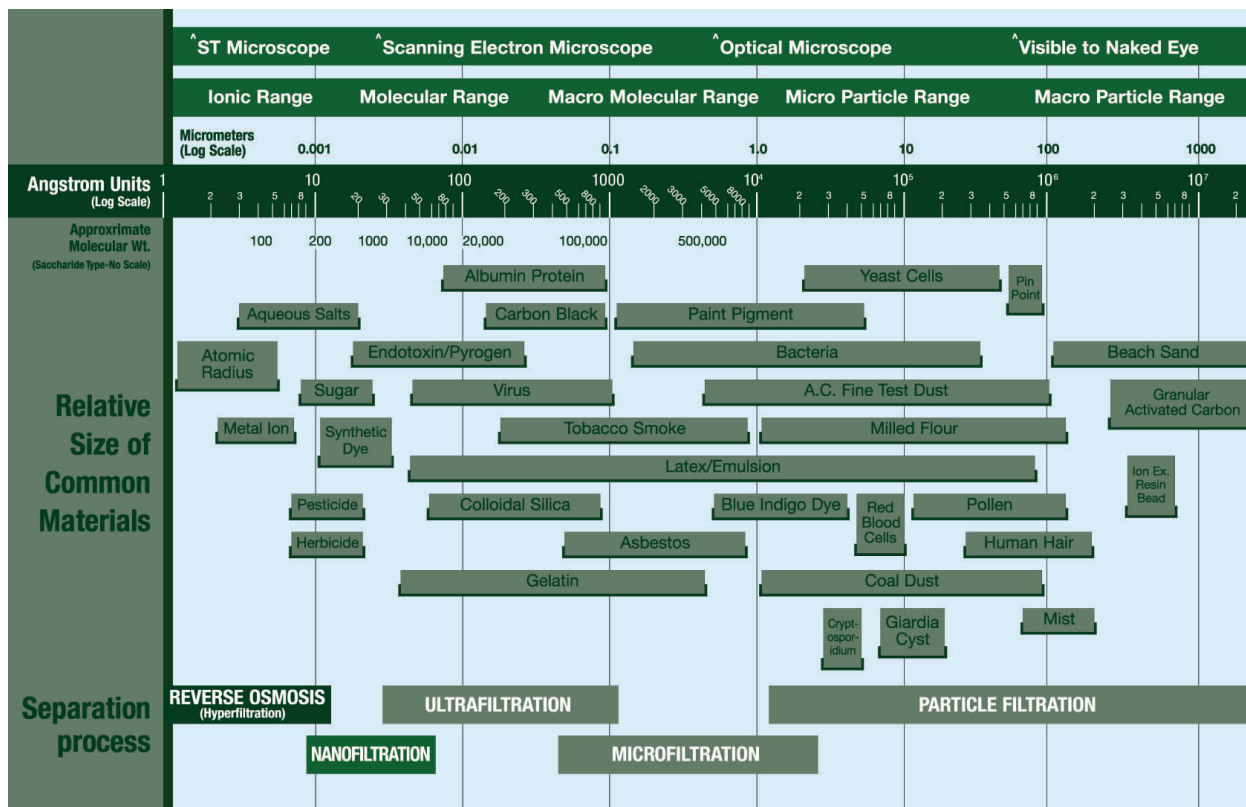 ^ST Microscope ^Scanning Electron Microscope ^Optical Microscope ^Visible to Naked Eye
Ionic Range Molecular Range Macro Molecular Range Micro Particle Range Macro Particle Range
Micrometers
(Log Scale) 0.001 0.01 0.1 1.0 10 100 1000
Angstrom Units
(Log Scale)
1 10 100 1000 10⁴ 10⁵ 10⁶ 10⁷
2 3 5 8 20 30 50 80 200 300 500 800 2000 3000 5000 8000 2 3 5 8 2 3 5 8 2 3 5 8 2
Approximate
Molecular Wt.
(Saccharide Type-No Scale)
100 200 1000 10,000 20,000 100,000 500,000
Relative
Size of
Common
Materials
Albumin Protein Yeast Cells
Pin
Point
Aqueous Salts Carbon Black Paint Pigment
Atomic
Radius
Endotoxin/Pyrogen Bacteria Beach Sand
Sugar Virus A.C. Fine Test Dust
Granular
Activated Carbon
Metal Ion
Synthetic
Dye
Tobacco Smoke Milled Flour
Latex/Emulsion
Ion Ex.
Resin
Bead
Pesticide Colloidal Silica Blue Indigo Dye
Red
Blood
Cells
Pollen
Herbicide Asbestos Human Hair
Gelatin Coal Dust
Crypt-
ospor-
idium
Giardia
Cyst
Mist
Separation
process
REVERSE OSMOSIS
(Hyperfiltration)
ULTRAFILTRATION PARTICLE FILTRATION
NANOFILTRATION MICROFILTRATION